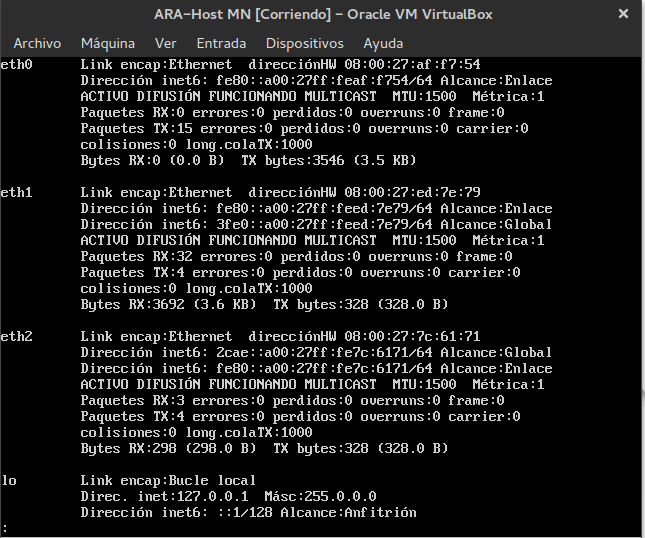 ARA-Host MN [Corriendo] - Oracle VM VirtualBox
Archivo Máquina Ver Entrada Dispositivos Ayuda
eth0 Link encap:Ethernet direcciónHW 08:00:27:af:f7:54
Dirección inet6: fe80::a00:27ff:feaf:f754/64 Alcance:Enlace
ACTIVO DIFUSIÓN FUNCIONANDO MULTICAST MTU:1500 Métrica:1
Paquetes RX:0 errores:0 perdidos:0 overruns:0 frame:0
Paquetes TX:15 errores:0 perdidos:0 overruns:0 carrier:0
colisiones:0 long.colaTX:1000
Bytes RX:0 (0.0 B) TX bytes:3546 (3.5 KB)
eth1 Link encap:Ethernet direcciónHW 08:00:27:ed:7e:79
Dirección inet6: fe80::a00:27ff:feed:7e79/64 Alcance:Enlace
Dirección inet6: 3fe0::a00:27ff:feed:7e79/64 Alcance:Global
ACTIVO DIFUSIÓN FUNCIONANDO MULTICAST MTU:1500 Métrica:1
Paquetes RX:32 errores:0 perdidos:0 overruns:0 frame:0
Paquetes TX:4 errores:0 perdidos:0 overruns:0 carrier:0
colisiones:0 long.colaTX:1000
Bytes RX:3692 (3.6 KB) TX bytes:328 (328.0 B)
eth2 Link encap:Ethernet direcciónHW 08:00:27:7c:61:71
Dirección inet6: 2cae::a00:27ff:fe7c:6171/64 Alcance:Global
Dirección inet6: fe80::a00:27ff:fe7c:6171/64 Alcance:Enlace
ACTIVO DIFUSIÓN FUNCIONANDO MULTICAST MTU:1500 Métrica:1
Paquetes RX:3 errores:0 perdidos:0 overruns:0 frame:0
Paquetes TX:4 errores:0 perdidos:0 overruns:0 carrier:0
colisiones:0 long.colaTX:1000
Bytes RX:298 (298.0 B) TX bytes:328 (328.0 B)
lo Link encap:Bucle local
Direc. inet:127.0.0.1 Másc:255.0.0.0
Dirección inet6: ::1/128 Alcance:Anfitrión
: